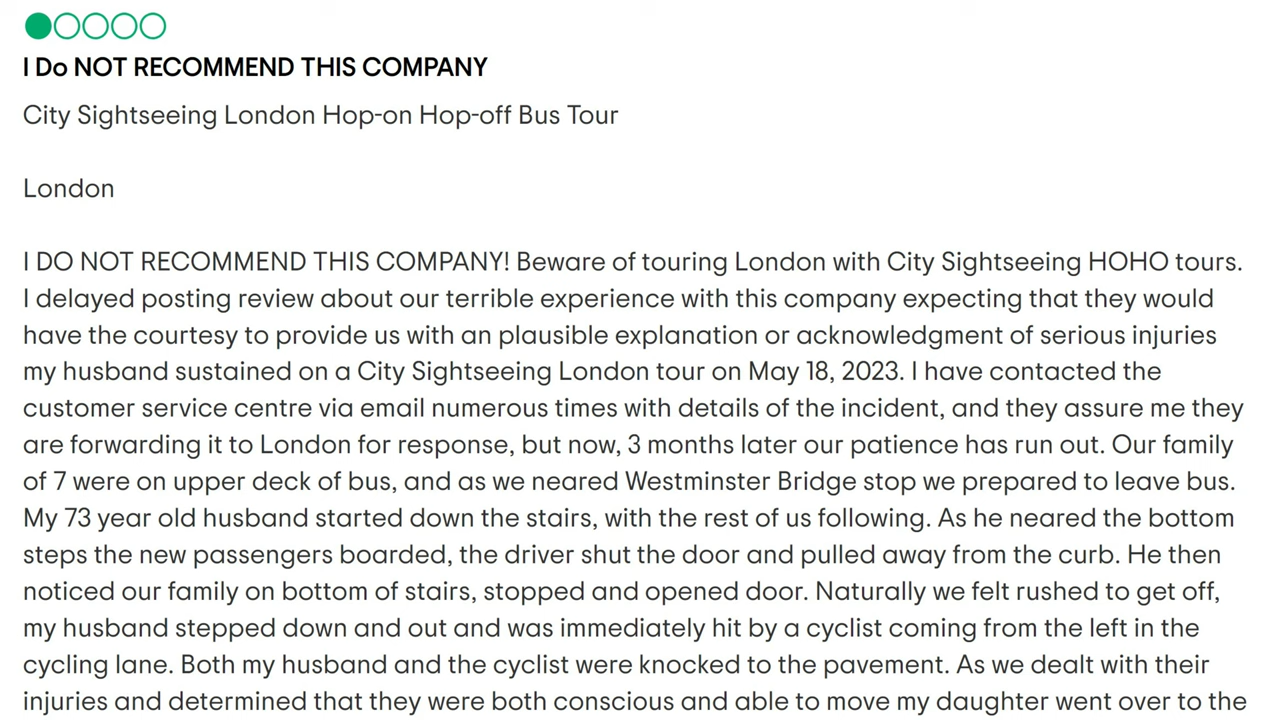 I Do NOT RECOMMEND THIS COMPANY
City Sightseeing London Hop-on Hop-off Bus Tour
London
I DO NOT RECOMMEND THIS COMPANY! Beware of touring London with City Sightseeing HOHO tours.
I delayed posting review about our terrible experience with this company expecting that they would
have the courtesy to provide us with an plausible explanation or acknowledgment of serious injuries
my husband sustained on a City Sightseeing London tour on May 18, 2023. I have contacted the
customer service centre via email numerous times with details of the incident, and they assure me they
are forwarding it to London for response, but now, 3 months later our patience has run out. Our family
of 7 were on upper deck of bus, and as we neared Westminster Bridge stop we prepared to leave bus.
My 73 year old husband started down the stairs, with the rest of us following. As he neared the bottom
steps the new passengers boarded, the driver shut the door and pulled away from the curb. He then
noticed our family on bottom of stairs, stopped and opened door. Naturally we felt rushed to get off,
my husband stepped down and out and was immediately hit by a cyclist coming from the left in the
cycling lane. Both my husband and the cyclist were knocked to the pavement. As we dealt with their
injuries and determined that they were both conscious and able to move my daughter went over to the